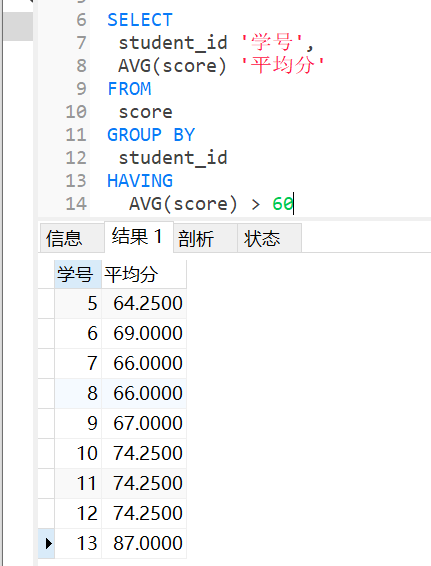 6 SELECT
7 student_id '学号',
8 AVG(score) '平均分'
9 FROM
10 score
11 GROUP BY
12 student_id
13 HAVING
14 AVG(score) > 60
信息 结果 1 剖析 状态
学号 平均分
5 64.2500
6 69.0000
7 66.0000
8 66.0000
9 67.0000
10 74.2500
11 74.2500
12 74.2500
13 87.0000